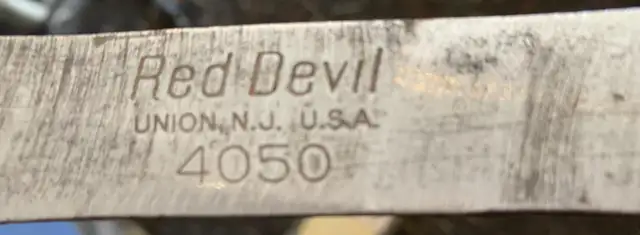 Red Devil
UNION, N.J. U.S.A.
4050